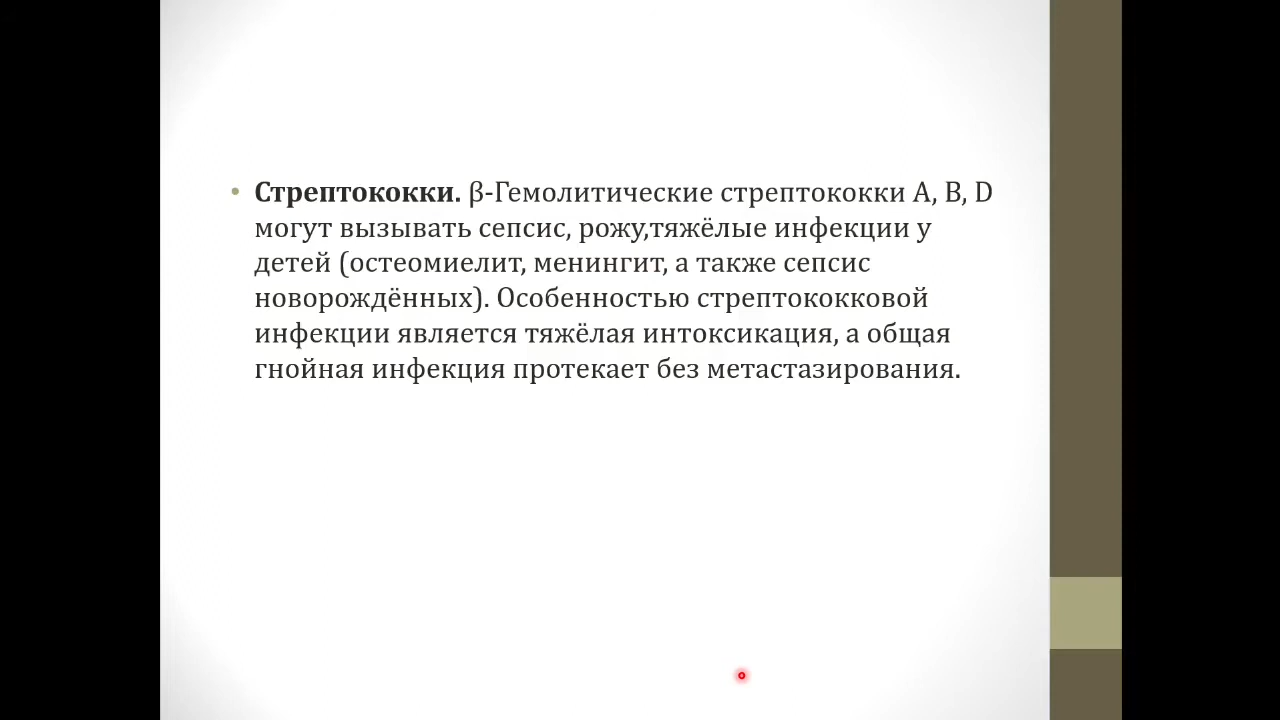 • Стрептококки. β-Гемолитические стрептококки A, B, D
могут вызывать сепсис, рожу,тяжёлые инфекции у
детей (остеомиелит, менингит, а также сепсис
новорождённых). Особенностью стрептококковой
инфекции является тяжёлая интоксикация, а общая
гнойная инфекция протекает без метастазирования.